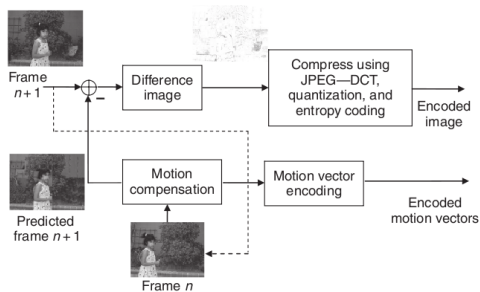 Frame
n+1
Difference
image
Compress using
JPEG—DCT,
quantization, and
entropy coding
Encoded
image
Predicted
frame n+1
Motion
compensation
Motion vector
encoding
Encoded
motion vectors
Frame n